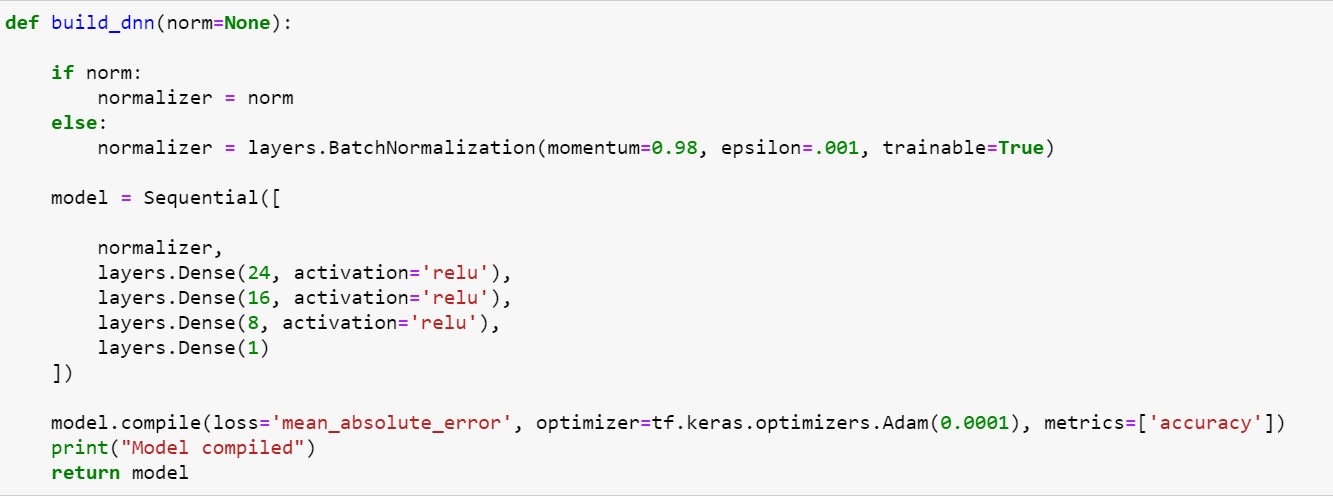 def build_dnn(norm=None):
    if norm:
        normalizer = norm
    else:
        normalizer = layers.BatchNormalization(momentum=0.98, epsilon=.001, trainable=True)
    model = Sequential([
        normalizer,
        layers.Dense(24, activation='relu'),
        layers.Dense(16, activation='relu'),
        layers.Dense(8, activation='relu'),
        layers.Dense(1)
    ])
    model.compile(loss='mean_absolute_error', optimizer=tf.keras.optimizers.Adam(0.0001), metrics=['accuracy'])
    print("Model compiled")
    return model